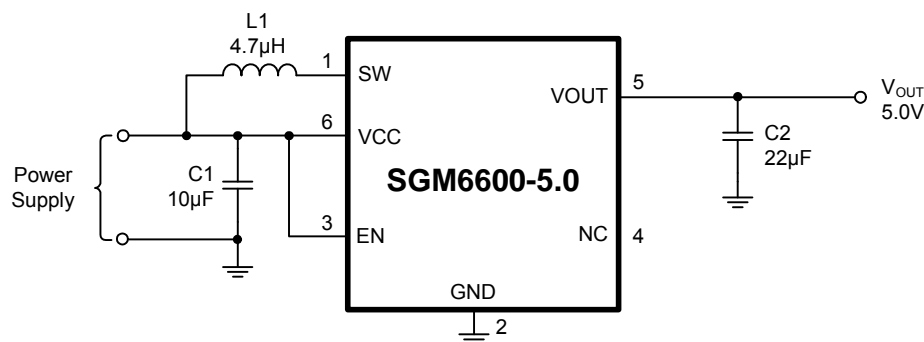 L1
4.7µH
1
SW
5
VOUT
V_OUT
5.0V
6
VCC
C1
10µF
Power
Supply
SGM6600-5.0
C2
22µF
3
EN
NC
4
GND
2